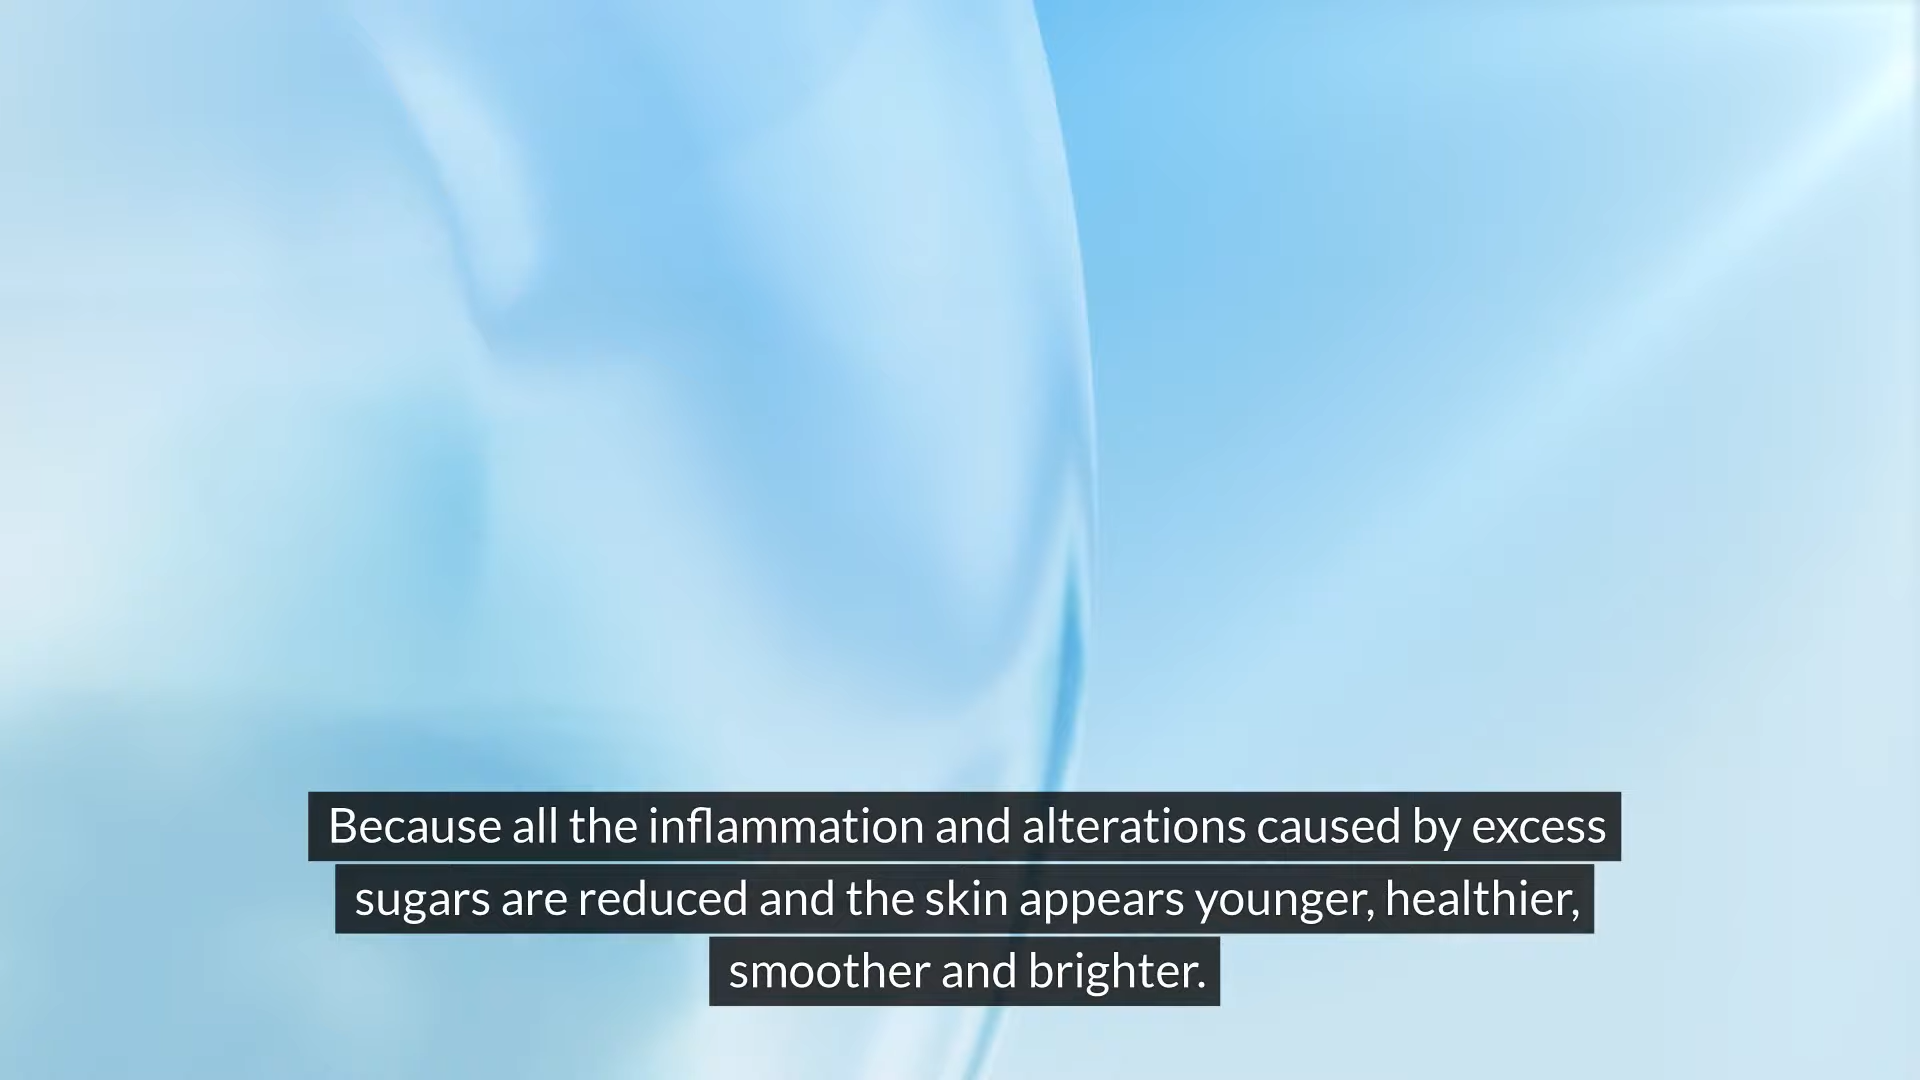 Because all the inflammation and alterations caused by excess
sugars are reduced and the skin appears younger, healthier,
smoother and brighter.